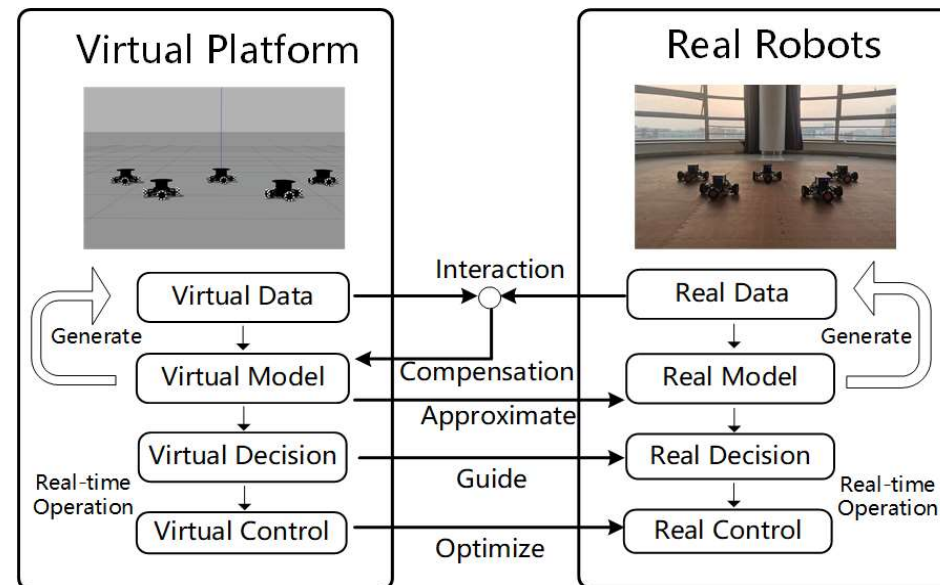 Virtual Platform
Real Robots
Interaction
Virtual Data
Real Data
Generate
Generate
Compensation
Virtual Model
Real Model
Approximate
Virtual Decision
Real Decision
Guide
Real-time
Operation
Real-time
Operation
Virtual Control
Real Control
Optimize